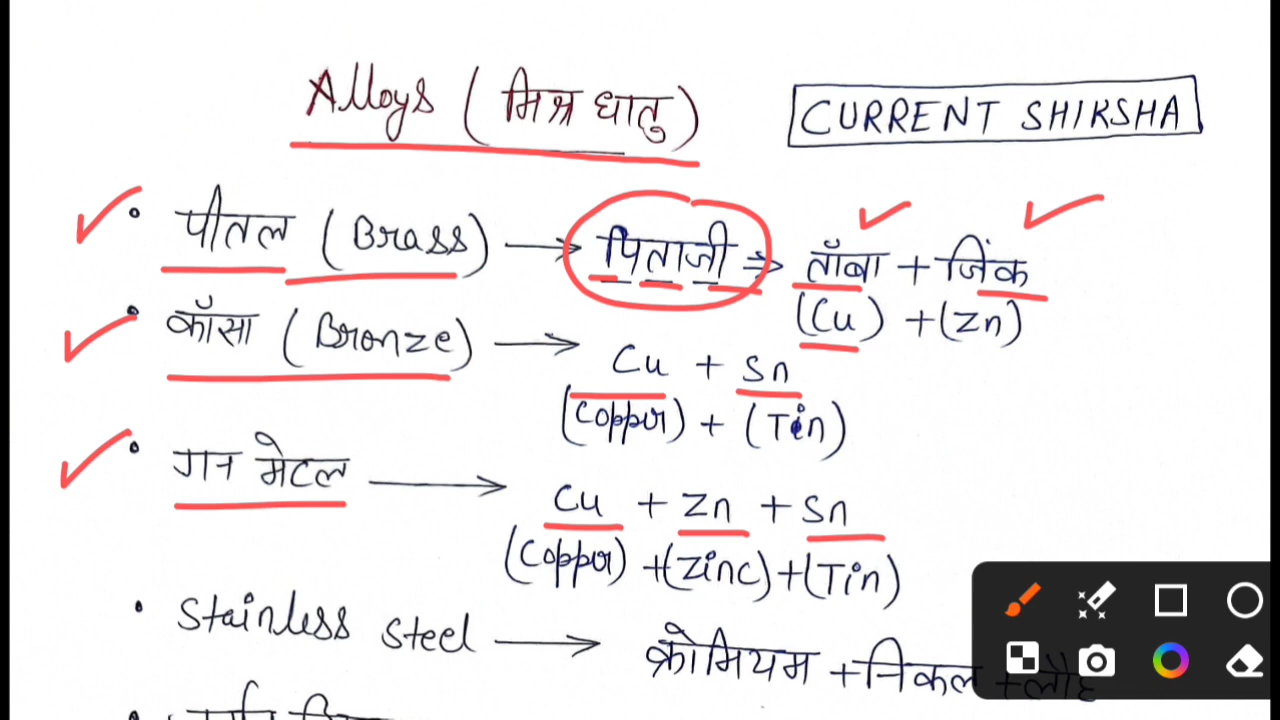 Alloys (मिश्र धातु)
CURRENT SHIKSHA
• पीतल (Brass) → पिताजी ⇒ ताँबा + जिंक
(Cu) + (Zn)
• काँसा (Bronze) → Cu + Sn
(Copper) + (Tin)
• गन मेटल → Cu + Zn + Sn
(Copper) + (Zinc) + (Tin)
• Stainless steel → क्रोमियम + निकल + लौह